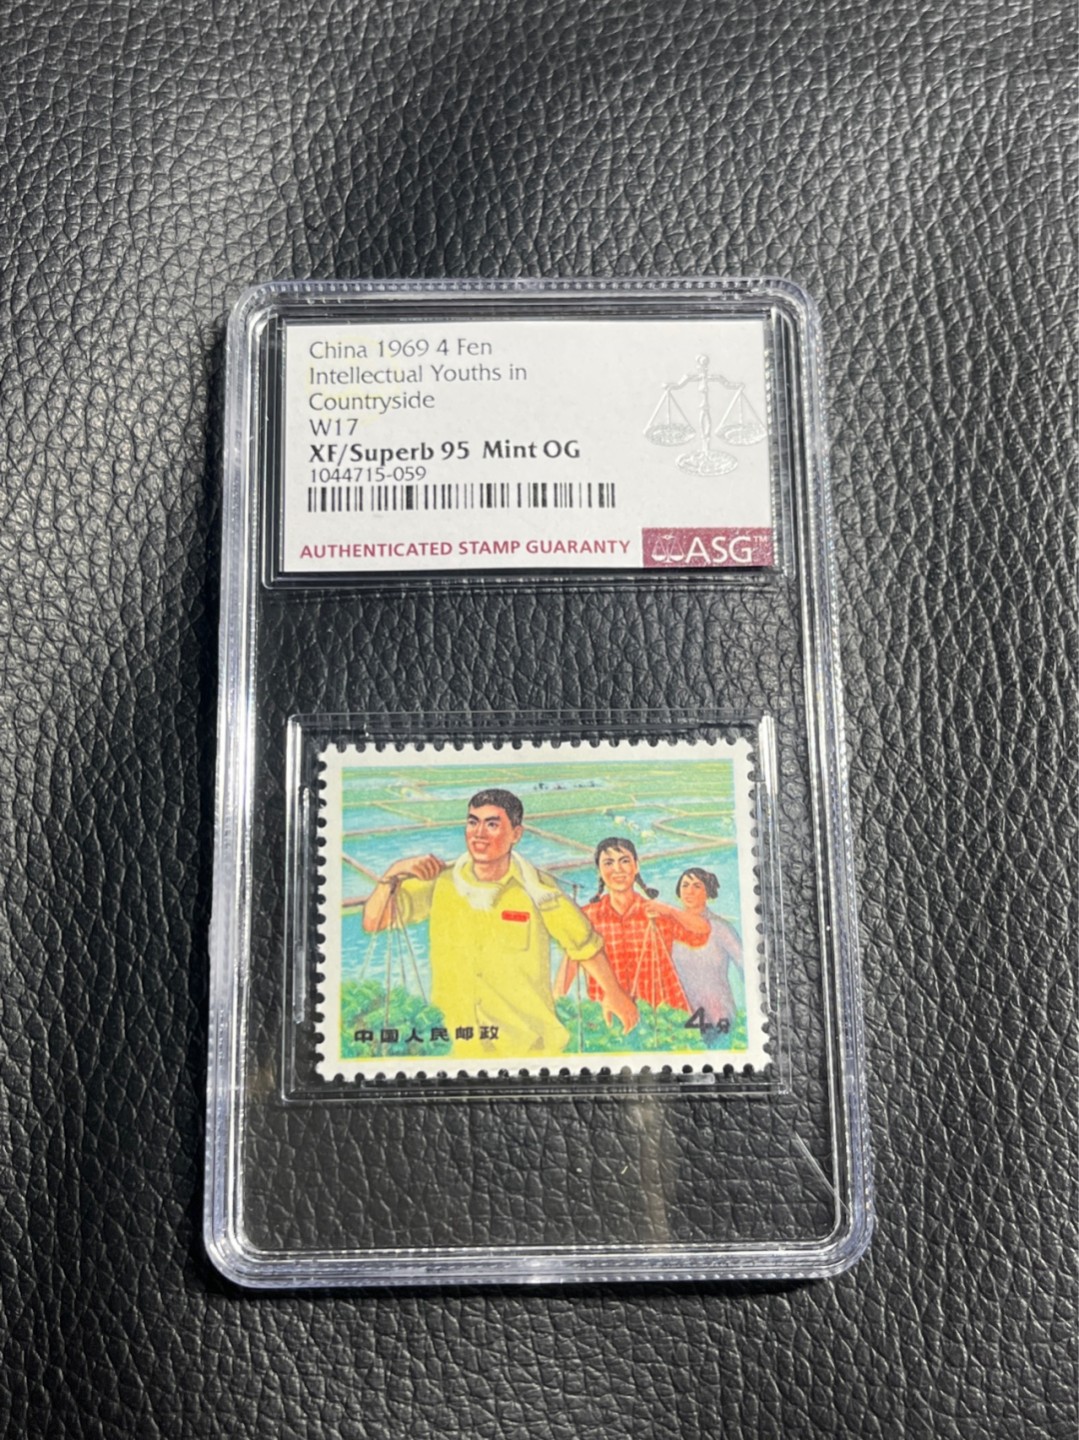 China 1969 4 Fen
Intellectual Youths in
Countryside
W17
XF/Superb 95 Mint OG
1044715-059
AUTHENTICATED STAMP GUARANTY
ASG™
中国人民邮政
4分